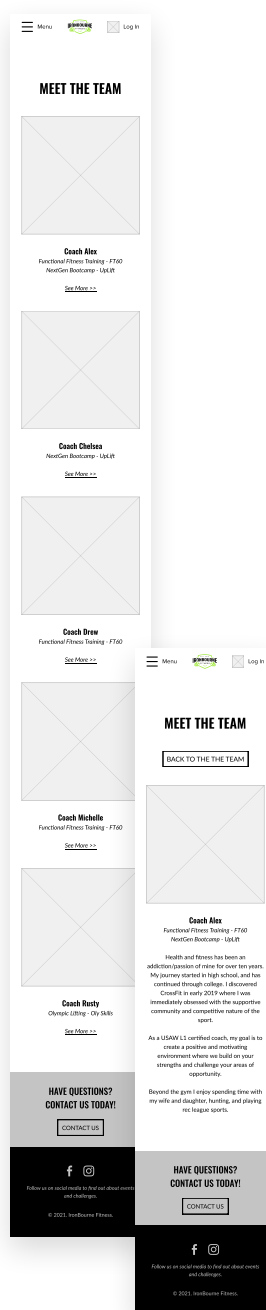 Menu
IRONBOURNE
Log In
MEET THE TEAM
Coach Alex
Functional Fitness Training - FT60
NextGen Bootcamp - UpLift
See More >>
Coach Chelsea
NextGen Bootcamp - UpLift
See More >>
Coach Drew
Functional Fitness Training - FT60
See More >>
Coach Michelle
Functional Fitness Training - FT60
See More >>
Coach Rusty
Olympic Lifting - Oly Skills
See More >>
HAVE QUESTIONS?
CONTACT US TODAY!
CONTACT US
Follow us on social media to find out about events
and challenges.
© 2021. IronBourne Fitness.
Menu
IRONBOURNE
Log In
MEET THE TEAM
BACK TO THE THE TEAM
Coach Alex
Functional Fitness Training - FT60
NextGen Bootcamp - UpLift
Health and fitness has been an
addiction/passion of mine for over ten years.
My journey started in high school, and has
continued through college. I discovered
CrossFit in early 2019 where I was
immediately obsessed with the supportive
community and competitive nature of the
sport.
As a USAW L1 certified coach, my goal is to
create a positive and motivating
environment where we build on your
strengths and challenge your areas of
opportunity.
Beyond the gym I enjoy spending time with
my wife and daughter, hunting, and playing
rec league sports.
HAVE QUESTIONS?
CONTACT US TODAY!
CONTACT US
Follow us on social media to find out about events
and challenges.
© 2021. IronBourne Fitness.